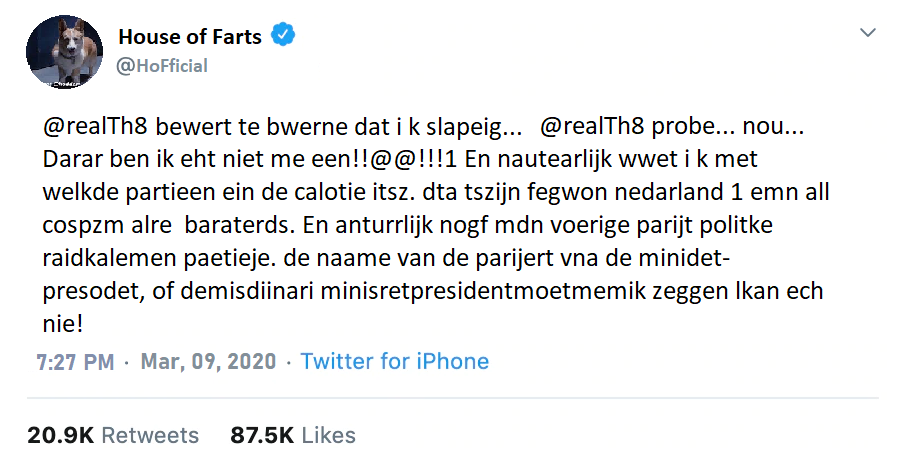 House of Farts
@HoFficial
@realTh8 bewert te bwerne dat i k slapeig... @realTh8 probe... nou...
Darar ben ik eht niet me een!!@@!!!1 En nautearlijk wwet i k met
welkde partieen ein de calotie itsz. dta tszijn fegwon nedarland 1 emn all
cospzm alre baraterds. En anturrlijk nogf mdn voerige parijt politke
raidkalemen paetieje. de naame van de parijert vna de minidet-
presodet, of demisdiinari minisretpresidentmoetmemik zeggen lkan ech
nie!
7:27 PM · Mar, 09, 2020 · Twitter for iPhone
20.9K Retweets 87.5K Likes